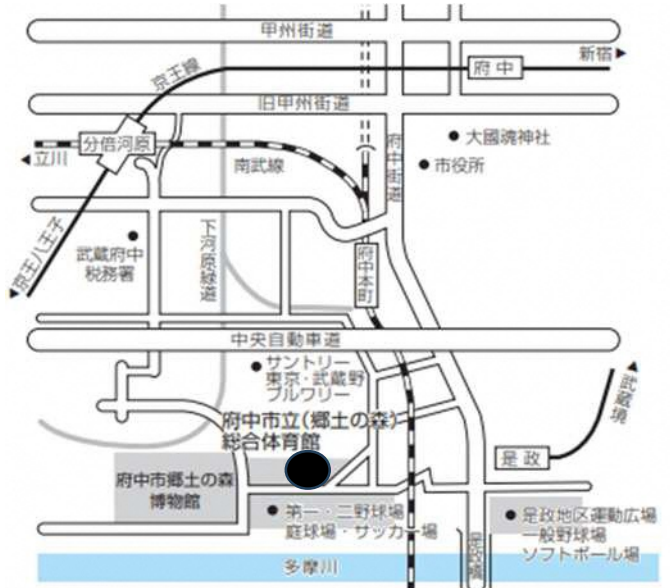 甲州街道
新宿▶
京王線
府中
旧甲州街道
分倍河原
◀立川
南武線
府中街道
大國魂神社
市役所
京王八王子
武蔵府中
税務署
下河原緑道
府中本町
中央自動車道
サントリー
東京・武蔵野
ブルワリー
武蔵境
府中市立(郷土の森)
総合体育館
是政
府中市郷土の森
博物館
第一・二野球場
庭球場・サッカー場
是政地区運動広場
一般野球場
ソフトボール場
多摩川